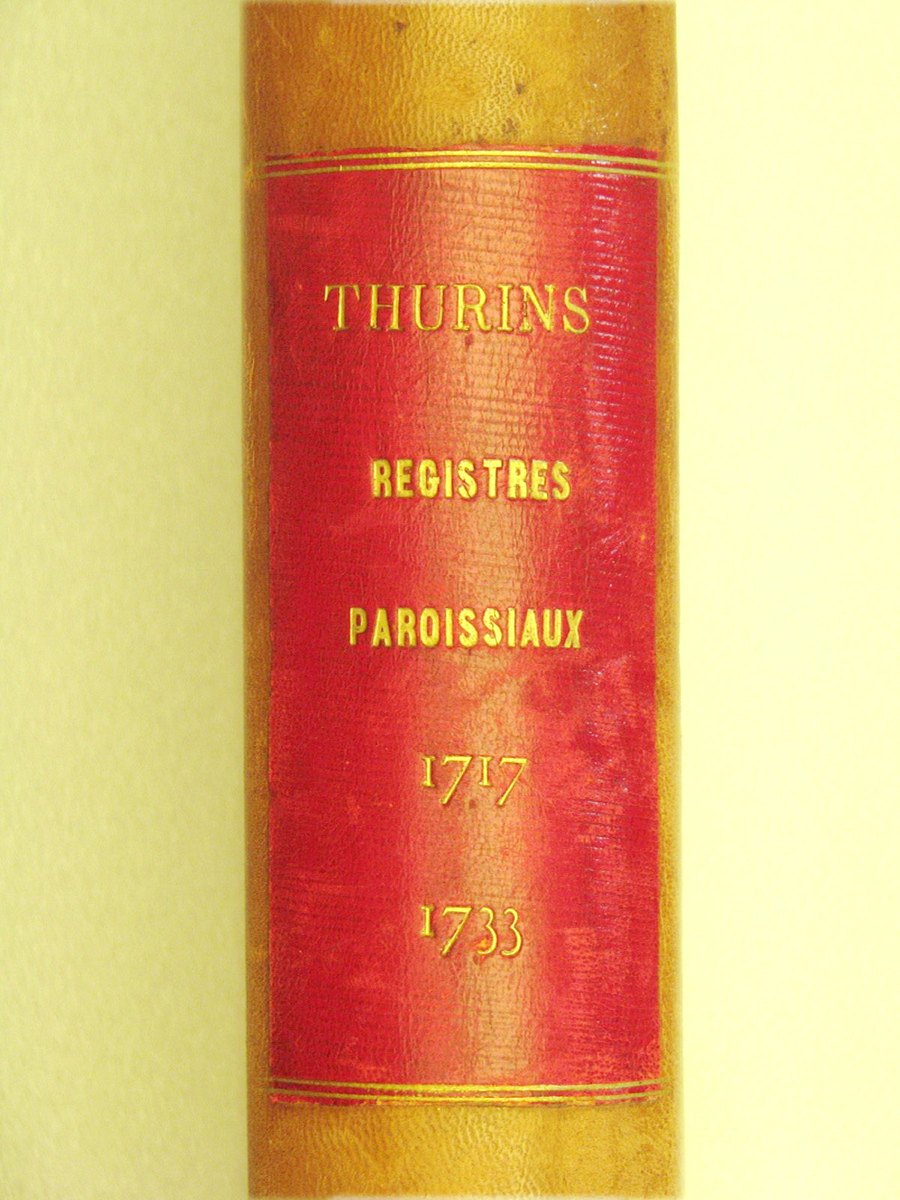 THURINS
REGISTRES
PAROISSIAUX
1717
1733